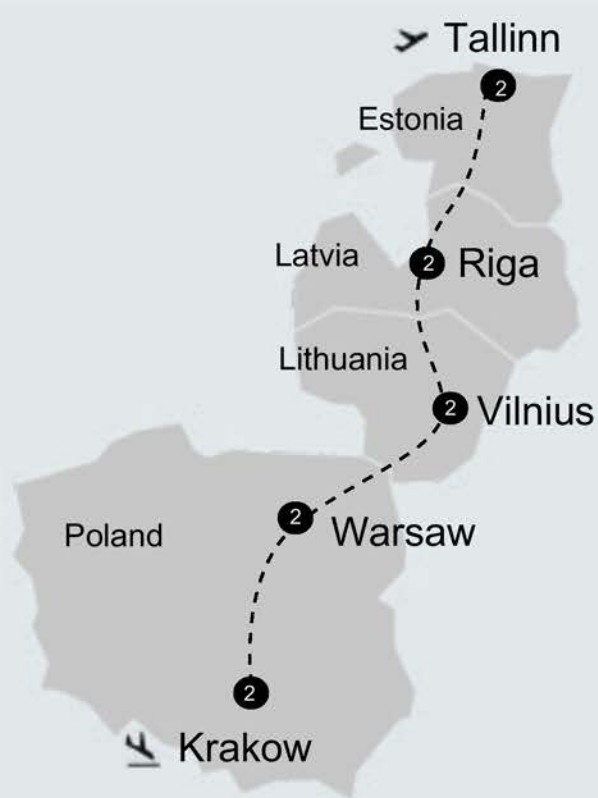 Tallinn
2
Estonia
Latvia
2 Riga
Lithuania
2 Vilnius
2
Poland Warsaw
2
Krakow